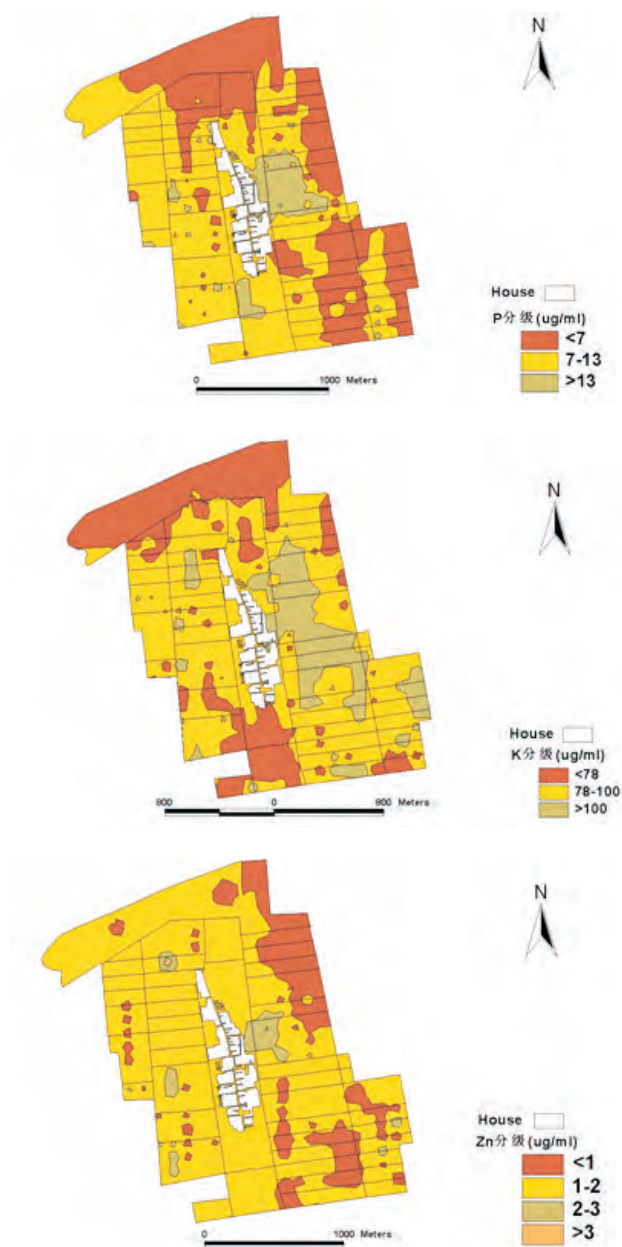 N
House
P分级(ug/ml)
<7
7-13
>13
0 1000 Meters
N
House
K分级(ug/ml)
<78
78-100
>100
800 0 800 Meters
N
House
Zn分级(ug/ml)
<1
1-2
2-3
>3
0 1000 Meters